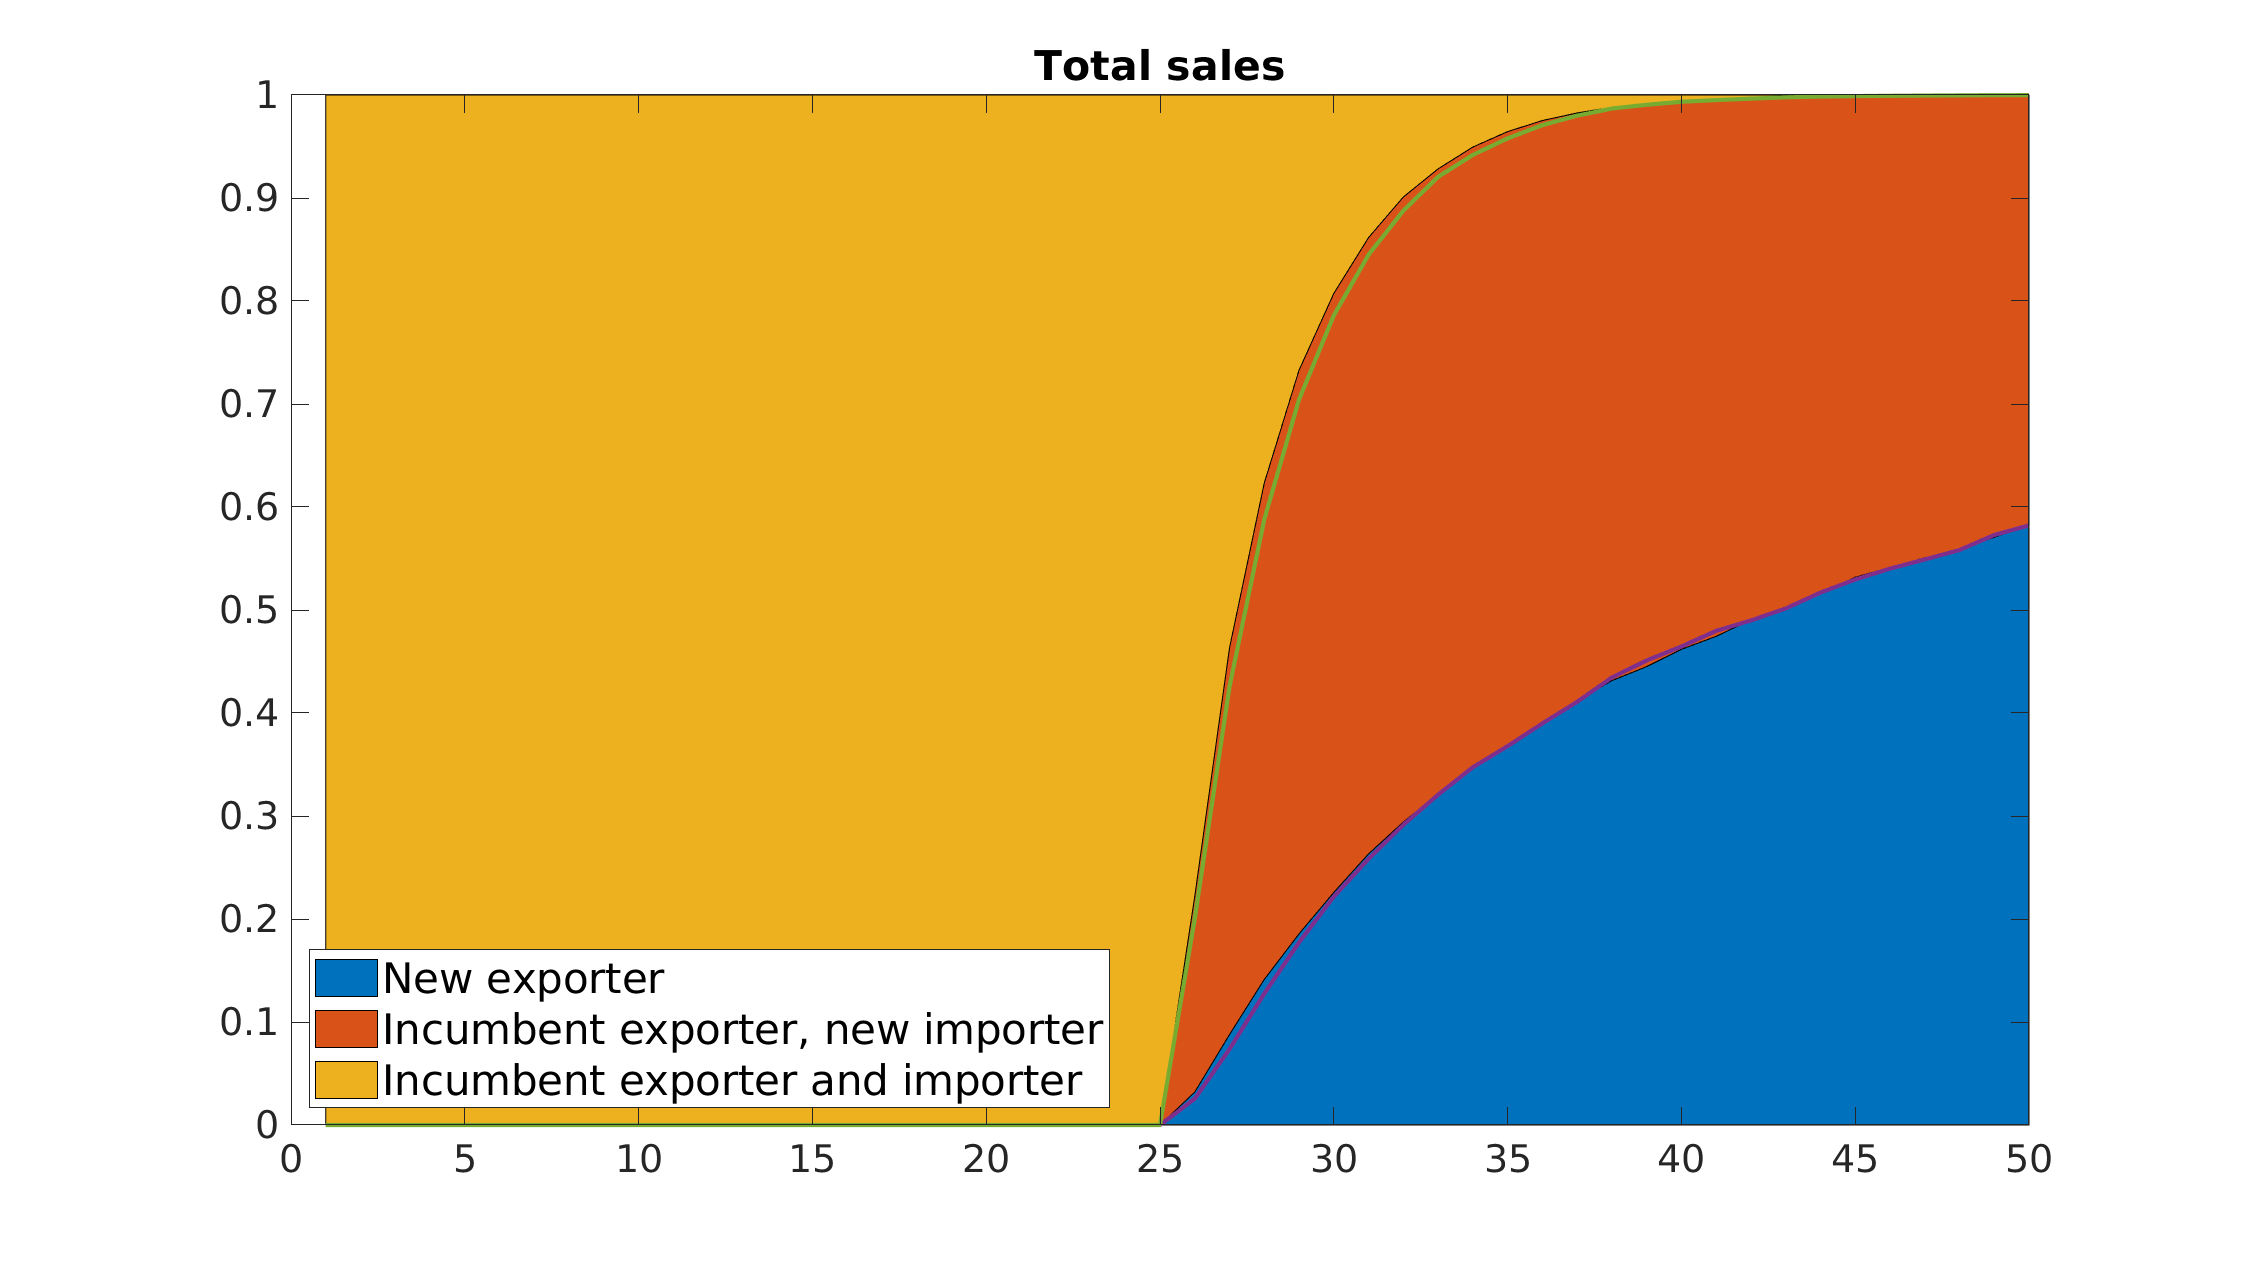 Total sales
1
0.9
0.8
0.7
0.6
0.5
0.4
0.3
0.2
0.1
0
New exporter
Incumbent exporter, new importer
Incumbent exporter and importer
0 5 10 15 20 25 30 35 40 45 50